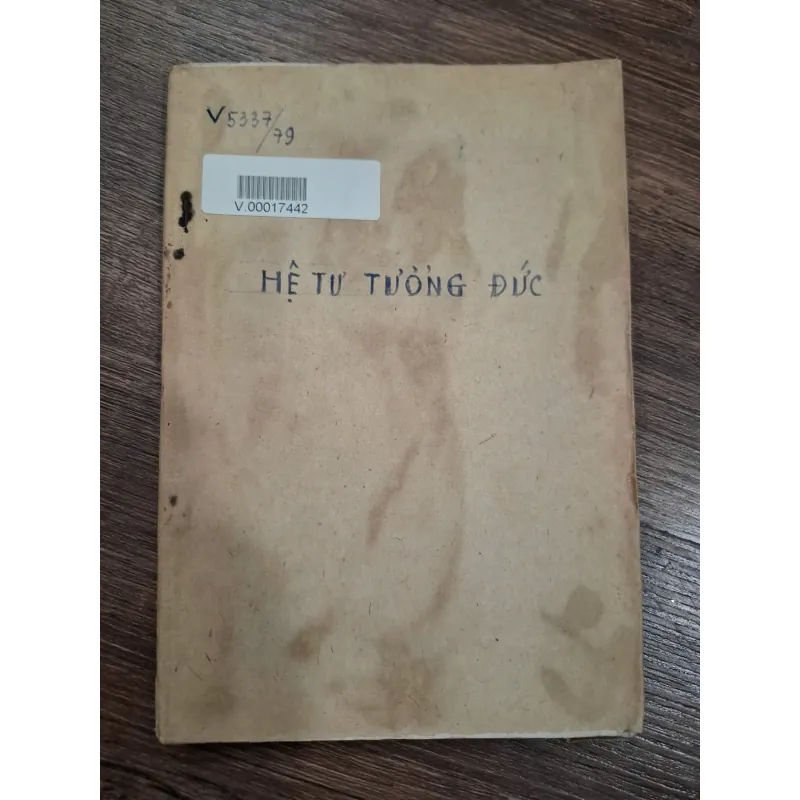 V5337/79
V.00017442
HỆ TƯ TƯỞNG ĐỨC